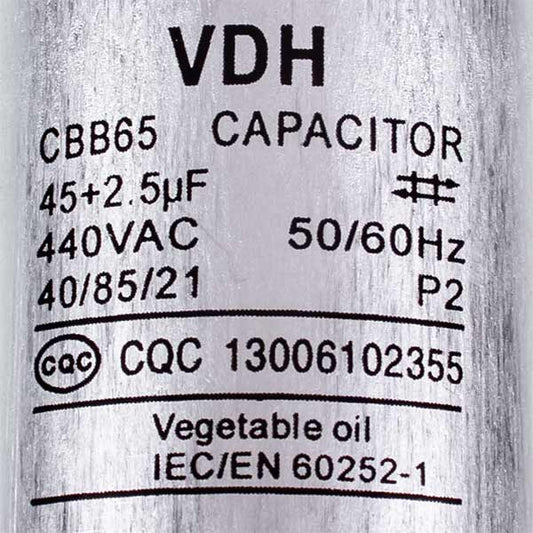 VDH
CBB65 CAPACITOR
45+2.5µF
440VAC 50/60Hz
40/85/21 P2
CQC CQC 13006102355
Vegetable oil
IEC/EN 60252-1